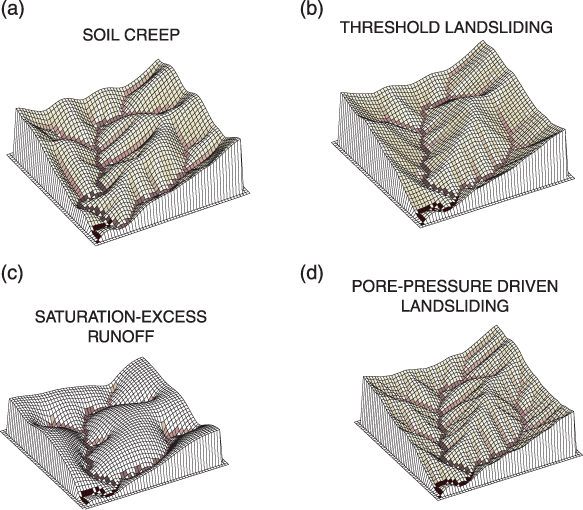 (a)
SOIL CREEP
(b)
THRESHOLD LANDSLIDING
(c)
SATURATION-EXCESS
RUNOFF
(d)
PORE-PRESSURE DRIVEN
LANDSLIDING